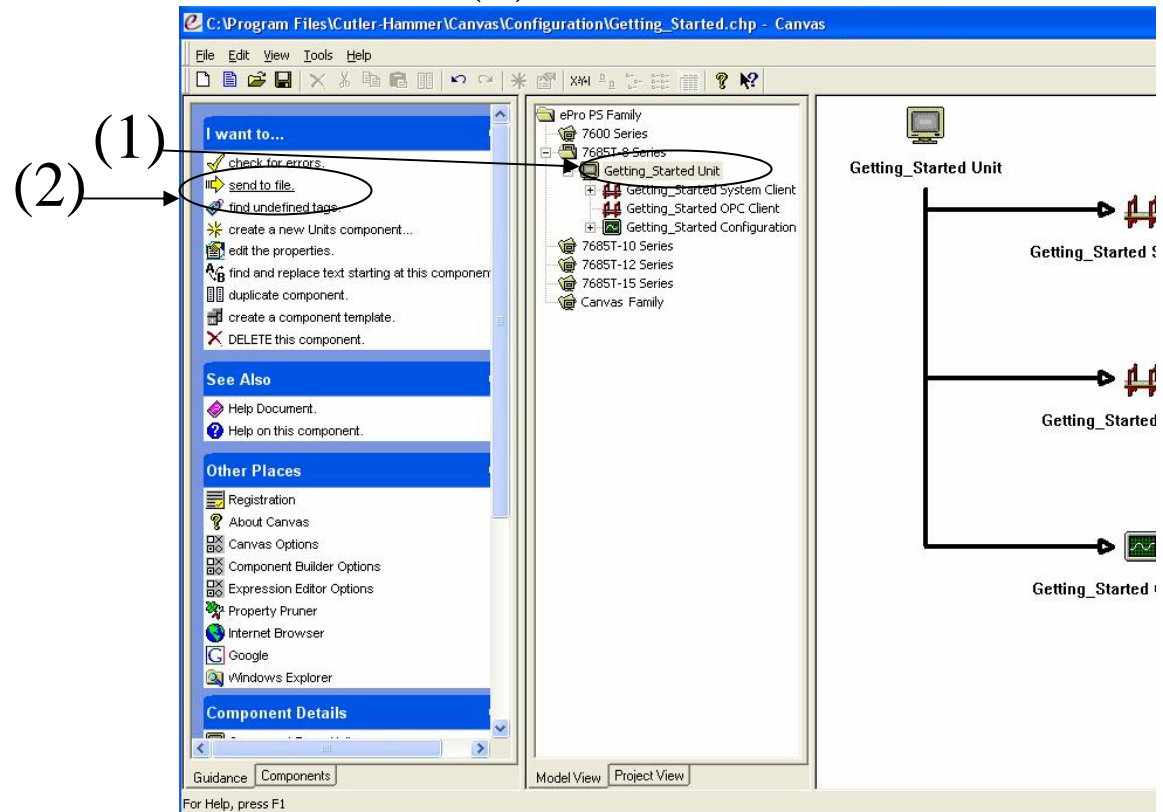 C:\Program Files\Cutler-Hammer\Canvas\Configuration\Getting_Started.chp - Canvas
File Edit View Tools Help
(1)
(2)
I want to...
check for errors.
send to file.
find undefined tags.
create a new Units component...
edit the properties.
find and replace text starting at this componen
duplicate component.
create a component template.
DELETE this component.
See Also
Help Document.
Help on this component.
Other Places
Registration
About Canvas
Canvas Options
Component Builder Options
Expression Editor Options
Property Pruner
Internet Browser
Google
Windows Explorer
Component Details
Guidance Components
ePro PS Family
7600 Series
7685T-8 Series
Getting_Started Unit
Getting_Started System Client
Getting_Started OPC Client
Getting_Started Configuration
7685T-10 Series
7685T-12 Series
7685T-15 Series
Canvas Family
Model View Project View
Getting_Started Unit
Getting_Started S
Getting_Started
Getting_Started
For Help, press F1